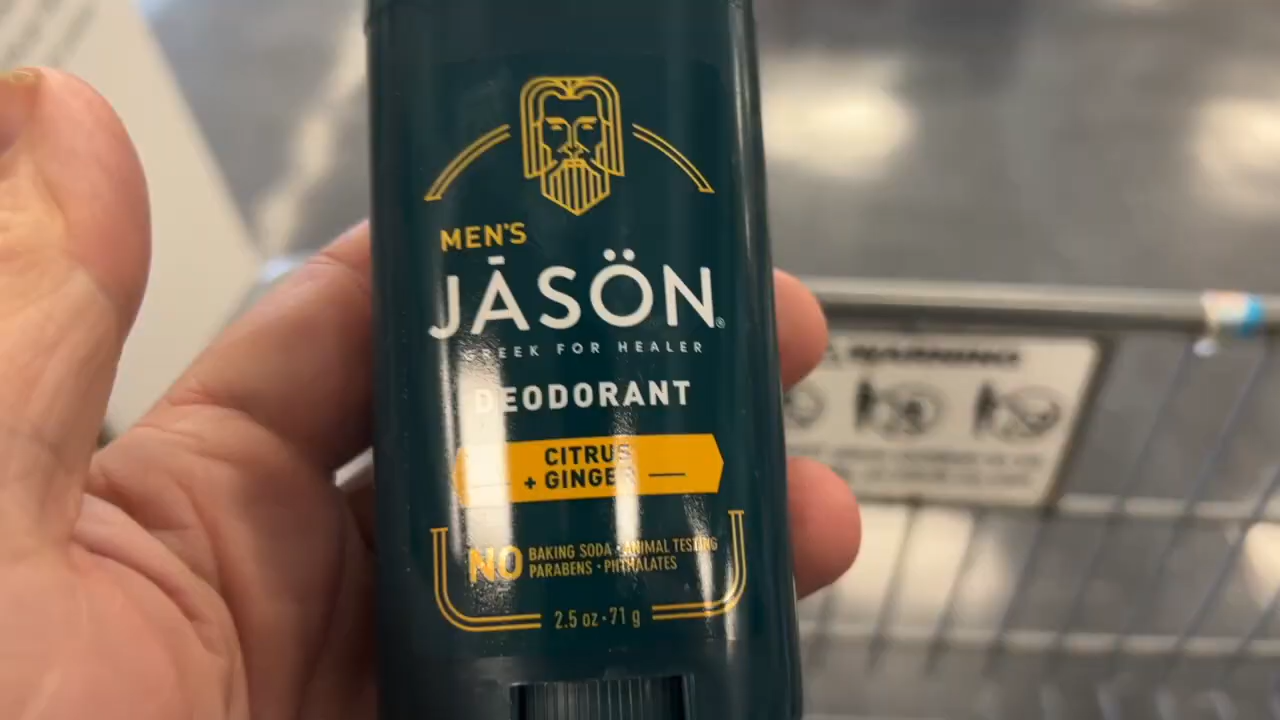 MEN'S
JĀSÖN®
GREEK FOR HEALER
DEODORANT
CITRUS
+ GINGER
NO BAKING SODA · ANIMAL TESTING
PARABENS · PHTHALATES
2.5 oz · 71 g
WARNING